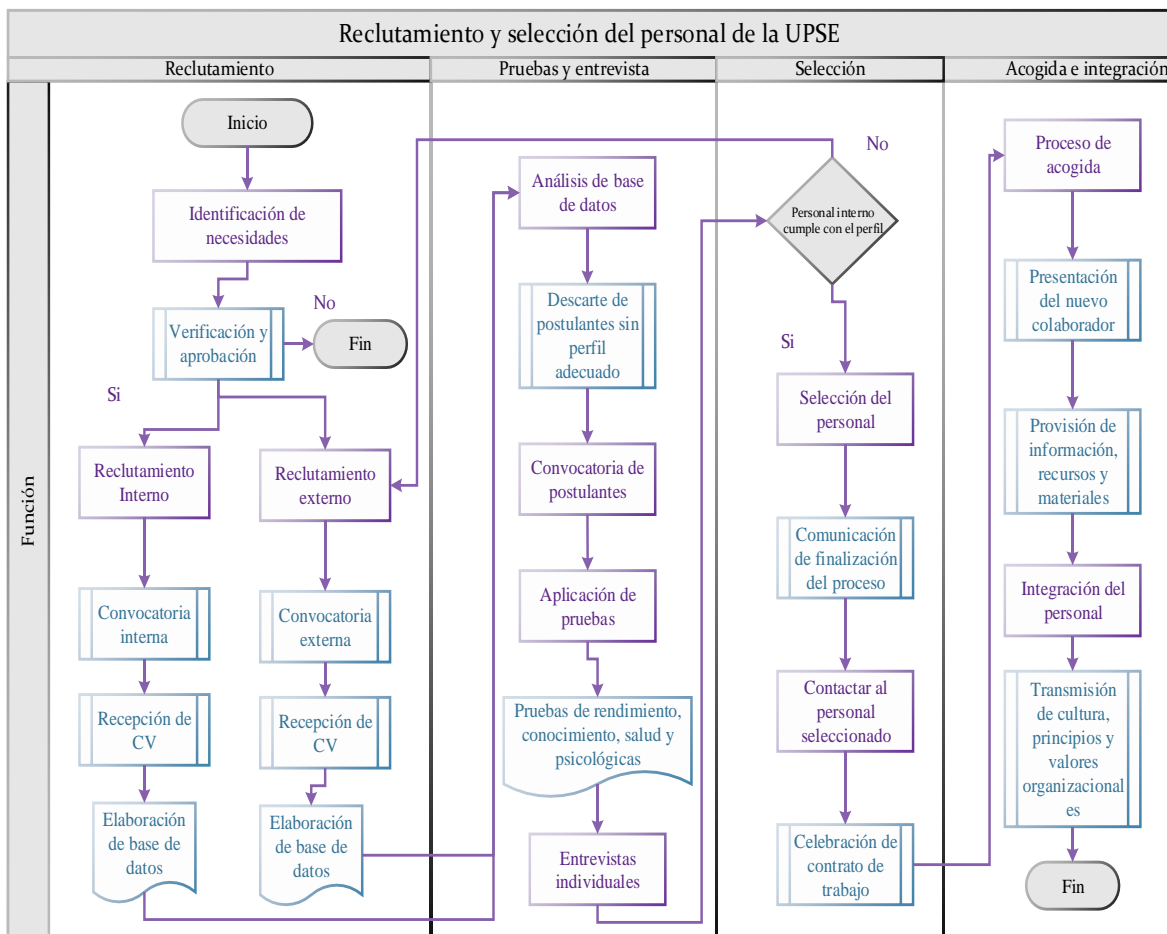 Reclutamiento y selección del personal de la UPSE
Reclutamiento
Pruebas y entrevista
Selección
Acogida e integración
Función
Inicio
Identificación de
necesidades
Verificación y
aprobación
No
Fin
Si
Reclutamiento
Interno
Reclutamiento
externo
Convocatoria
interna
Convocatoria
externa
Recepción de
CV
Recepción de
CV
Elaboración
de base de
datos
Elaboración
de base de
datos
Análisis de base
de datos
Descarte de
postulantes sin
perfil
adecuado
Convocatoria de
postulantes
Aplicación de
pruebas
Pruebas de rendimiento,
conocimiento, salud y
psicológicas
Entrevistas
individuales
No
Personal interno
cumple con el perfil
Si
Selección del
personal
Comunicación
de finalización
del proceso
Contactar al
personal
seleccionado
Celebración de
contrato de
trabajo
Proceso de
acogida
Presentación
del nuevo
colaborador
Provisión de
información,
recursos y
materiales
Integración del
personal
Transmisión
de cultura,
principios y
valores
organizacional
es
Fin